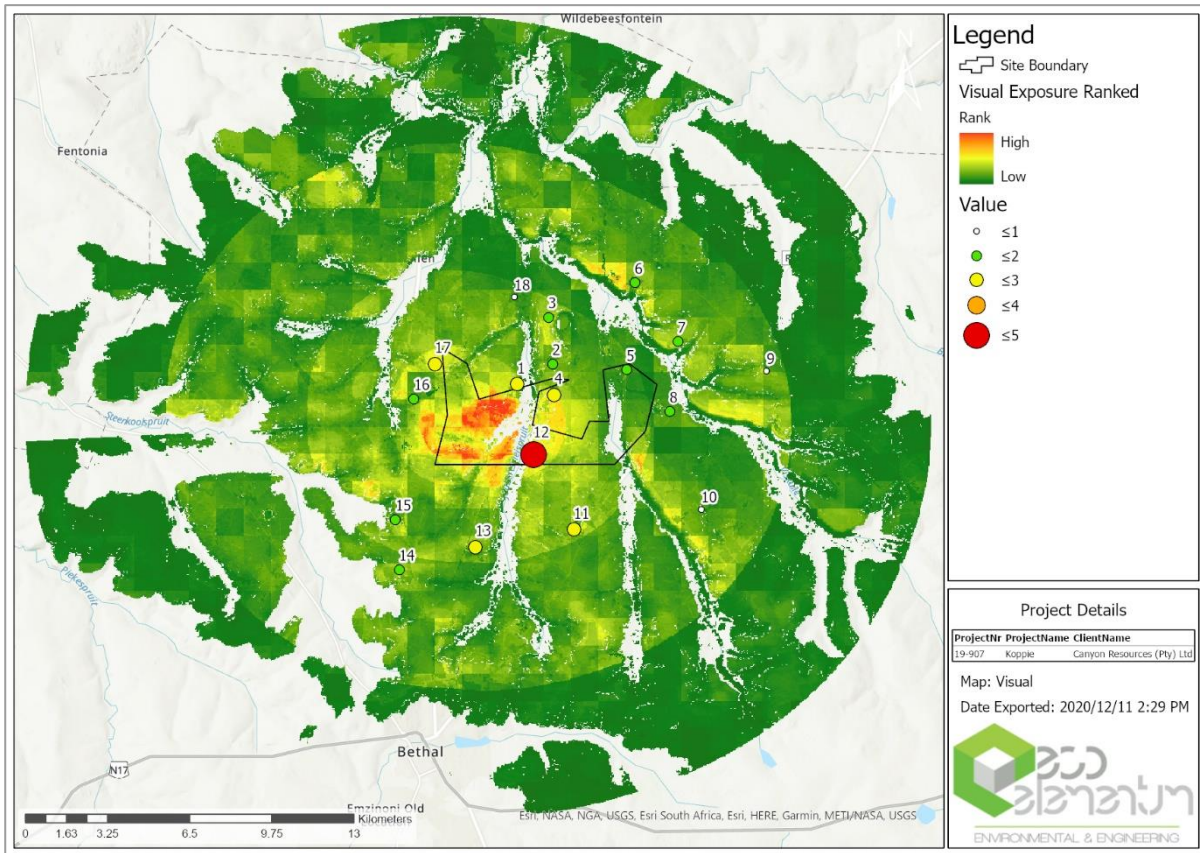 Wildebeesfontein
Fentonia
N
18
6
3
7
17
2
5
9
1
4
16
8
Steerkoolspruit
12
10
15
11
13
14
Piekespruit
Bethal
N17
Emzinoni Old
Kilometers
0 1.63 3.25 6.5 9.75 13
Esri, NASA, NGA, USGS, Esri South Africa, Esri, HERE, Garmin, METI/NASA, USGS
Legend
Site Boundary
Visual Exposure Ranked
Rank
High
Low
Value
≤1
≤2
≤3
≤4
≤5
Project Details
ProjectNr ProjectName ClientName
19-907 Koppie Canyon Resources (Pty) Ltd
Map: Visual
Date Exported: 2020/12/11 2:29 PM
eco
elementum
ENVIRONMENTAL & ENGINEERING